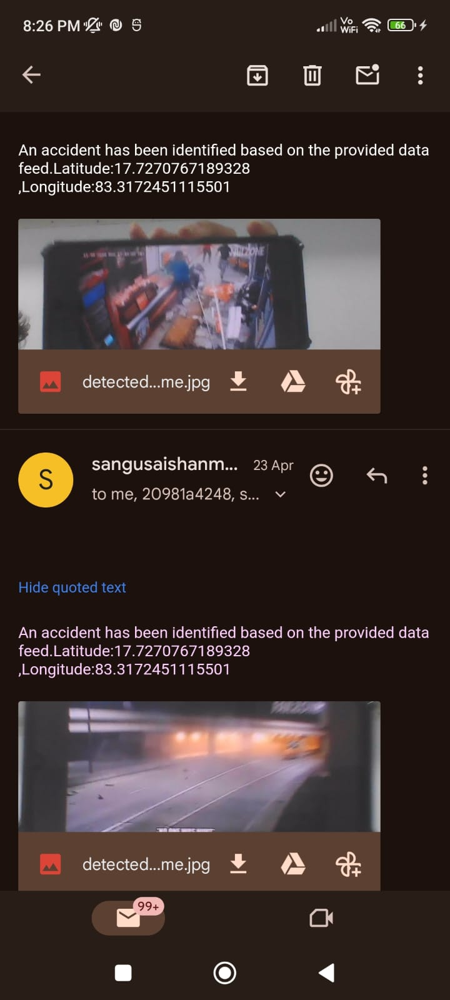 8:26 PM
Vo
WiFi
66
An accident has been identified based on the provided data
feed.Latitude:17.7270767189328
,Longitude:83.3172451115501
detected...me.jpg
S
sangusaishanm... 23 Apr
to me, 20981a4248, s...
Hide quoted text
An accident has been identified based on the provided data
feed.Latitude:17.7270767189328
,Longitude:83.3172451115501
detected...me.jpg
99+